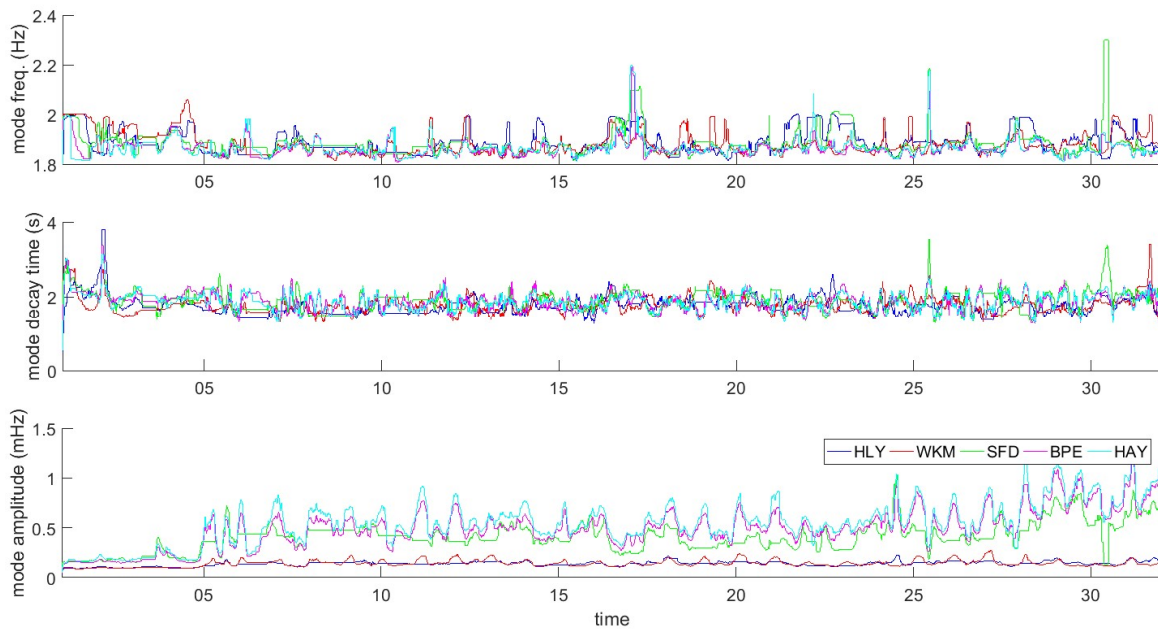 mode freq. (Hz)
2.4
2.2
2
1.8
05 10 15 20 25 30
mode decay time (s)
4
2
0
05 10 15 20 25 30
mode amplitude (mHz)
1.5
1
0.5
0
HLY WKM SFD BPE HAY
05 10 15 20 25 30
time